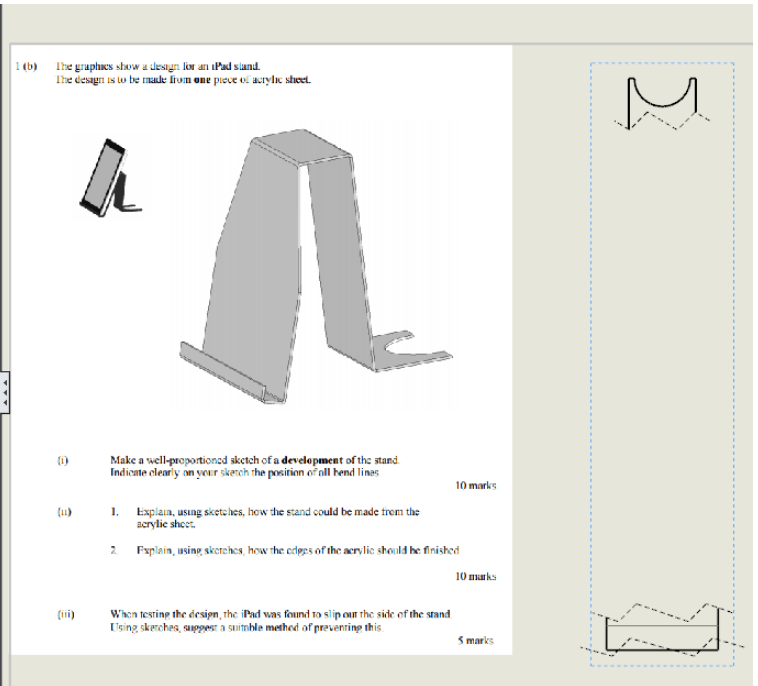 1 (b) The graphics show a design for an iPad stand.
The design is to be made from one piece of acrylic sheet.
(i) Make a well-proportioned sketch of a development of the stand.
Indicate clearly on your sketch the position of all bend lines
10 marks
(ii) 1. Explain, using sketches, how the stand could be made from the
acrylic sheet.
2 Explain, using sketches, how the edges of the acrylic should be finished
10 marks
(iii) When testing the design, the iPad was found to slip out the side of the stand
Using sketches, suggest a suitable method of preventing this.
5 marks